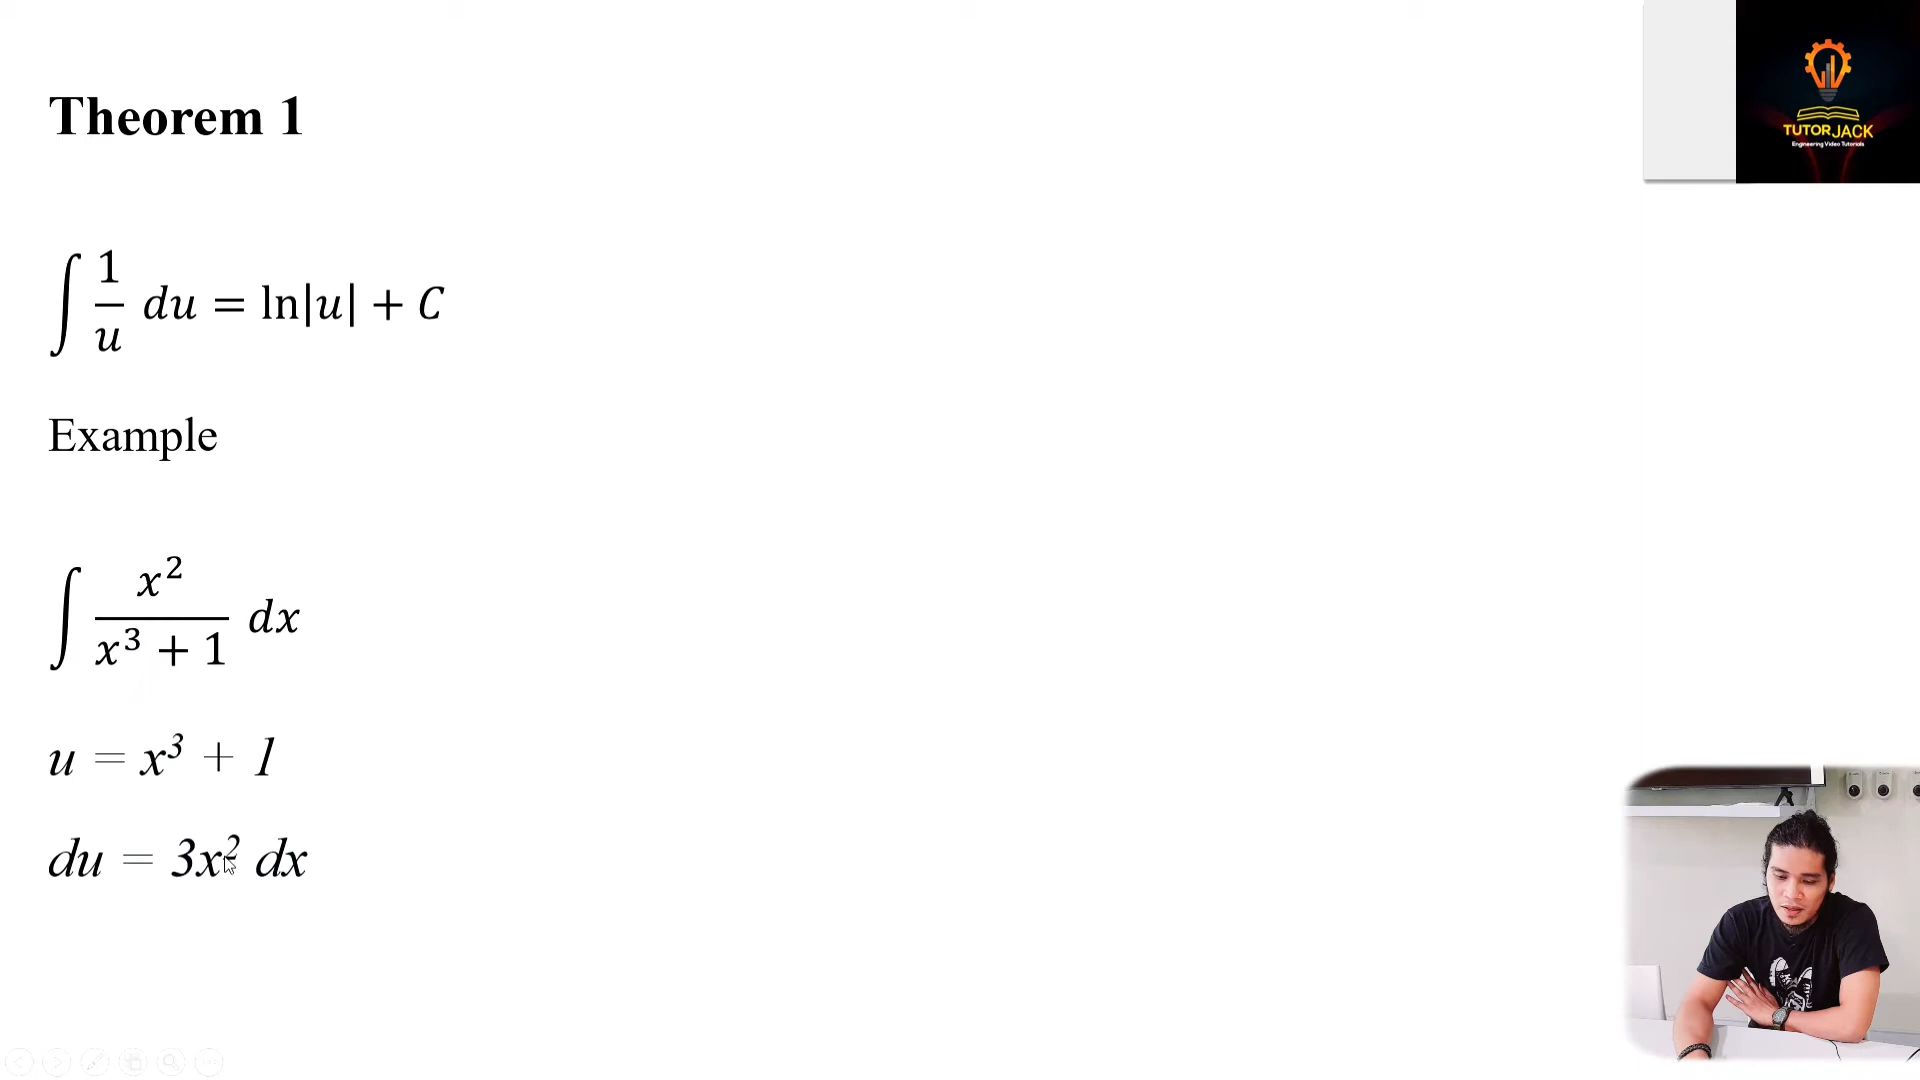 TUTORJACK
Engineering Video Tutorials
Theorem 1
∫ 1/u du = ln|u| + C
Example
∫ x²/(x³ + 1) dx
u = x³ + 1
du = 3x² dx